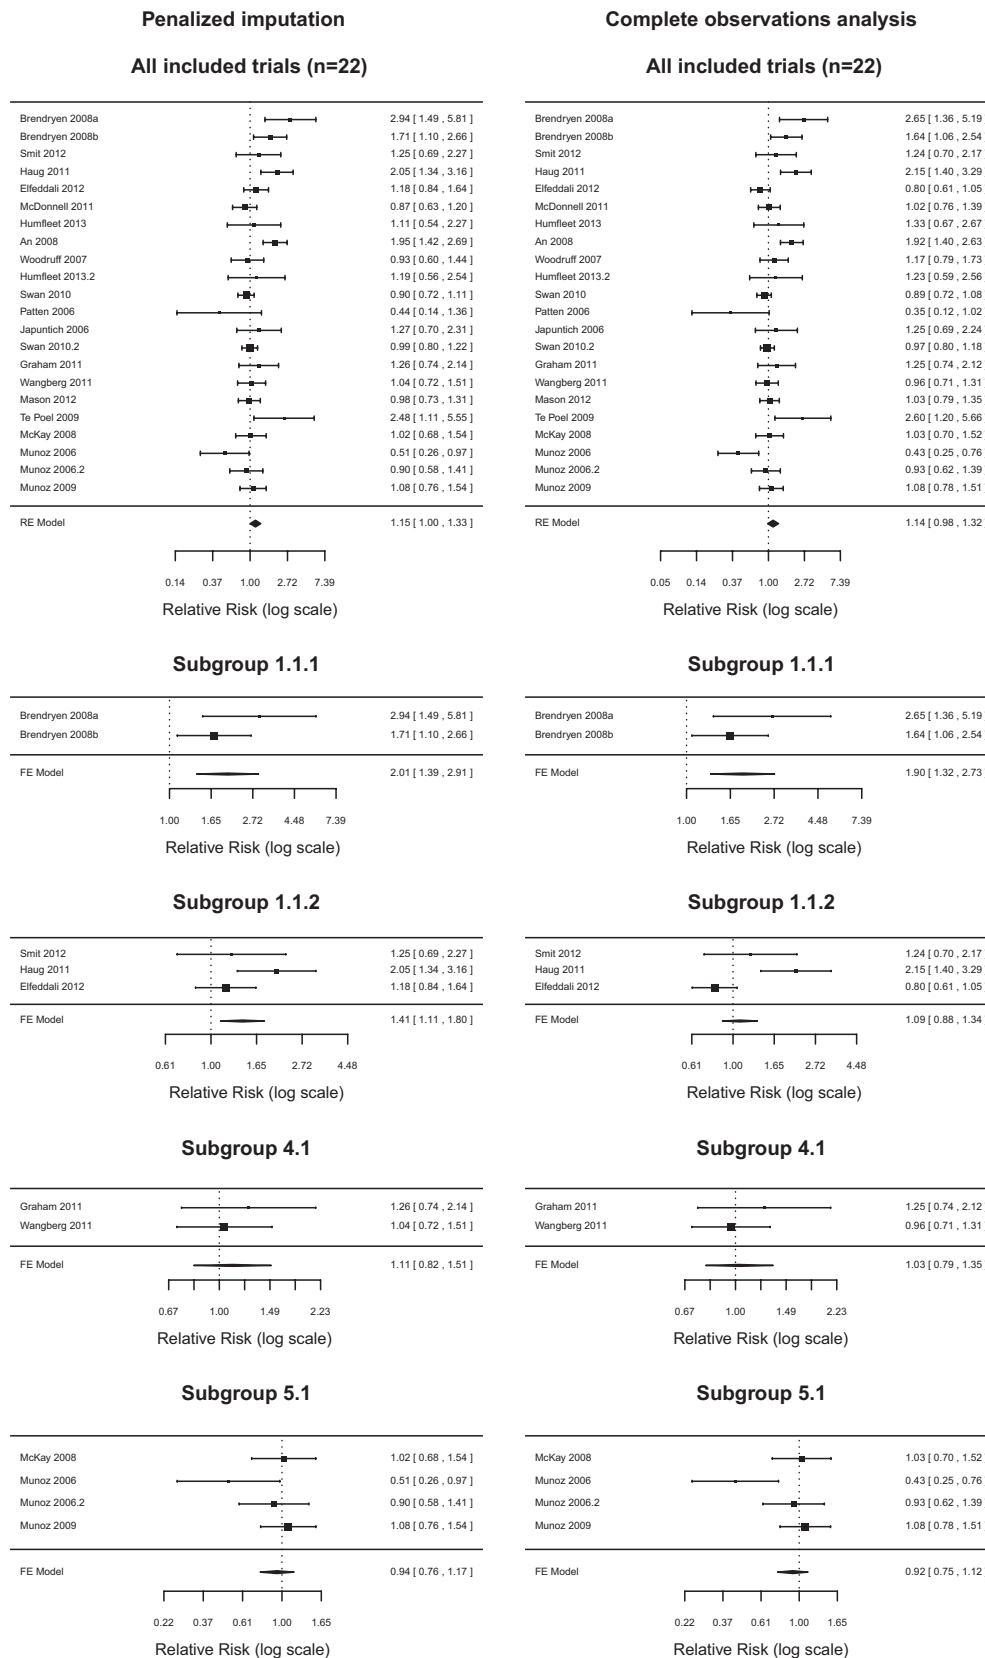 Penalized imputation
All included trials (n=22)
Brendryen 2008a 2.94 [ 1.49 , 5.81 ]
Brendryen 2008b 1.71 [ 1.10 , 2.66 ]
Smit 2012 1.25 [ 0.69 , 2.27 ]
Haug 2011 2.05 [ 1.34 , 3.16 ]
Elfeddali 2012 1.18 [ 0.84 , 1.64 ]
McDonnell 2011 0.87 [ 0.63 , 1.20 ]
Humfleet 2013 1.11 [ 0.54 , 2.27 ]
An 2008 1.95 [ 1.42 , 2.69 ]
Woodruff 2007 0.93 [ 0.60 , 1.44 ]
Humfleet 2013.2 1.19 [ 0.56 , 2.54 ]
Swan 2010 0.90 [ 0.72 , 1.11 ]
Patten 2006 0.44 [ 0.14 , 1.36 ]
Japuntich 2006 1.27 [ 0.70 , 2.31 ]
Swan 2010.2 0.99 [ 0.80 , 1.22 ]
Graham 2011 1.26 [ 0.74 , 2.14 ]
Wangberg 2011 1.04 [ 0.72 , 1.51 ]
Mason 2012 0.98 [ 0.73 , 1.31 ]
Te Poel 2009 2.48 [ 1.11 , 5.55 ]
McKay 2008 1.02 [ 0.68 , 1.54 ]
Munoz 2006 0.51 [ 0.26 , 0.97 ]
Munoz 2006.2 0.90 [ 0.58 , 1.41 ]
Munoz 2009 1.08 [ 0.76 , 1.54 ]
RE Model 1.15 [ 1.00 , 1.33 ]
0.14 0.37 1.00 2.72 7.39
Relative Risk (log scale)
Subgroup 1.1.1
Brendryen 2008a 2.94 [ 1.49 , 5.81 ]
Brendryen 2008b 1.71 [ 1.10 , 2.66 ]
FE Model 2.01 [ 1.39 , 2.91 ]
1.00 1.65 2.72 4.48 7.39
Relative Risk (log scale)
Subgroup 1.1.2
Smit 2012 1.25 [ 0.69 , 2.27 ]
Haug 2011 2.05 [ 1.34 , 3.16 ]
Elfeddali 2012 1.18 [ 0.84 , 1.64 ]
FE Model 1.41 [ 1.11 , 1.80 ]
0.61 1.00 1.65 2.72 4.48
Relative Risk (log scale)
Subgroup 4.1
Graham 2011 1.26 [ 0.74 , 2.14 ]
Wangberg 2011 1.04 [ 0.72 , 1.51 ]
FE Model 1.11 [ 0.82 , 1.51 ]
0.67 1.00 1.49 2.23
Relative Risk (log scale)
Subgroup 5.1
McKay 2008 1.02 [ 0.68 , 1.54 ]
Munoz 2006 0.51 [ 0.26 , 0.97 ]
Munoz 2006.2 0.90 [ 0.58 , 1.41 ]
Munoz 2009 1.08 [ 0.76 , 1.54 ]
FE Model 0.94 [ 0.76 , 1.17 ]
0.22 0.37 0.61 1.00 1.65
Relative Risk (log scale)
Complete observations analysis
All included trials (n=22)
Brendryen 2008a 2.65 [ 1.36 , 5.19 ]
Brendryen 2008b 1.64 [ 1.06 , 2.54 ]
Smit 2012 1.24 [ 0.70 , 2.17 ]
Haug 2011 2.15 [ 1.40 , 3.29 ]
Elfeddali 2012 0.80 [ 0.61 , 1.05 ]
McDonnell 2011 1.02 [ 0.76 , 1.39 ]
Humfleet 2013 1.33 [ 0.67 , 2.67 ]
An 2008 1.92 [ 1.40 , 2.63 ]
Woodruff 2007 1.17 [ 0.79 , 1.73 ]
Humfleet 2013.2 1.23 [ 0.59 , 2.56 ]
Swan 2010 0.89 [ 0.72 , 1.08 ]
Patten 2006 0.35 [ 0.12 , 1.02 ]
Japuntich 2006 1.25 [ 0.69 , 2.24 ]
Swan 2010.2 0.97 [ 0.80 , 1.18 ]
Graham 2011 1.25 [ 0.74 , 2.12 ]
Wangberg 2011 0.96 [ 0.71 , 1.31 ]
Mason 2012 1.03 [ 0.79 , 1.35 ]
Te Poel 2009 2.60 [ 1.20 , 5.66 ]
McKay 2008 1.03 [ 0.70 , 1.52 ]
Munoz 2006 0.43 [ 0.25 , 0.76 ]
Munoz 2006.2 0.93 [ 0.62 , 1.39 ]
Munoz 2009 1.08 [ 0.78 , 1.51 ]
RE Model 1.14 [ 0.98 , 1.32 ]
0.05 0.14 0.37 1.00 2.72 7.39
Relative Risk (log scale)
Subgroup 1.1.1
Brendryen 2008a 2.65 [ 1.36 , 5.19 ]
Brendryen 2008b 1.64 [ 1.06 , 2.54 ]
FE Model 1.90 [ 1.32 , 2.73 ]
1.00 1.65 2.72 4.48 7.39
Relative Risk (log scale)
Subgroup 1.1.2
Smit 2012 1.24 [ 0.70 , 2.17 ]
Haug 2011 2.15 [ 1.40 , 3.29 ]
Elfeddali 2012 0.80 [ 0.61 , 1.05 ]
FE Model 1.09 [ 0.88 , 1.34 ]
0.61 1.00 1.65 2.72 4.48
Relative Risk (log scale)
Subgroup 4.1
Graham 2011 1.25 [ 0.74 , 2.12 ]
Wangberg 2011 0.96 [ 0.71 , 1.31 ]
FE Model 1.03 [ 0.79 , 1.35 ]
0.67 1.00 1.49 2.23
Relative Risk (log scale)
Subgroup 5.1
McKay 2008 1.03 [ 0.70 , 1.52 ]
Munoz 2006 0.43 [ 0.25 , 0.76 ]
Munoz 2006.2 0.93 [ 0.62 , 1.39 ]
Munoz 2009 1.08 [ 0.78 , 1.51 ]
FE Model 0.92 [ 0.75 , 1.12 ]
0.22 0.37 0.61 1.00 1.65
Relative Risk (log scale)